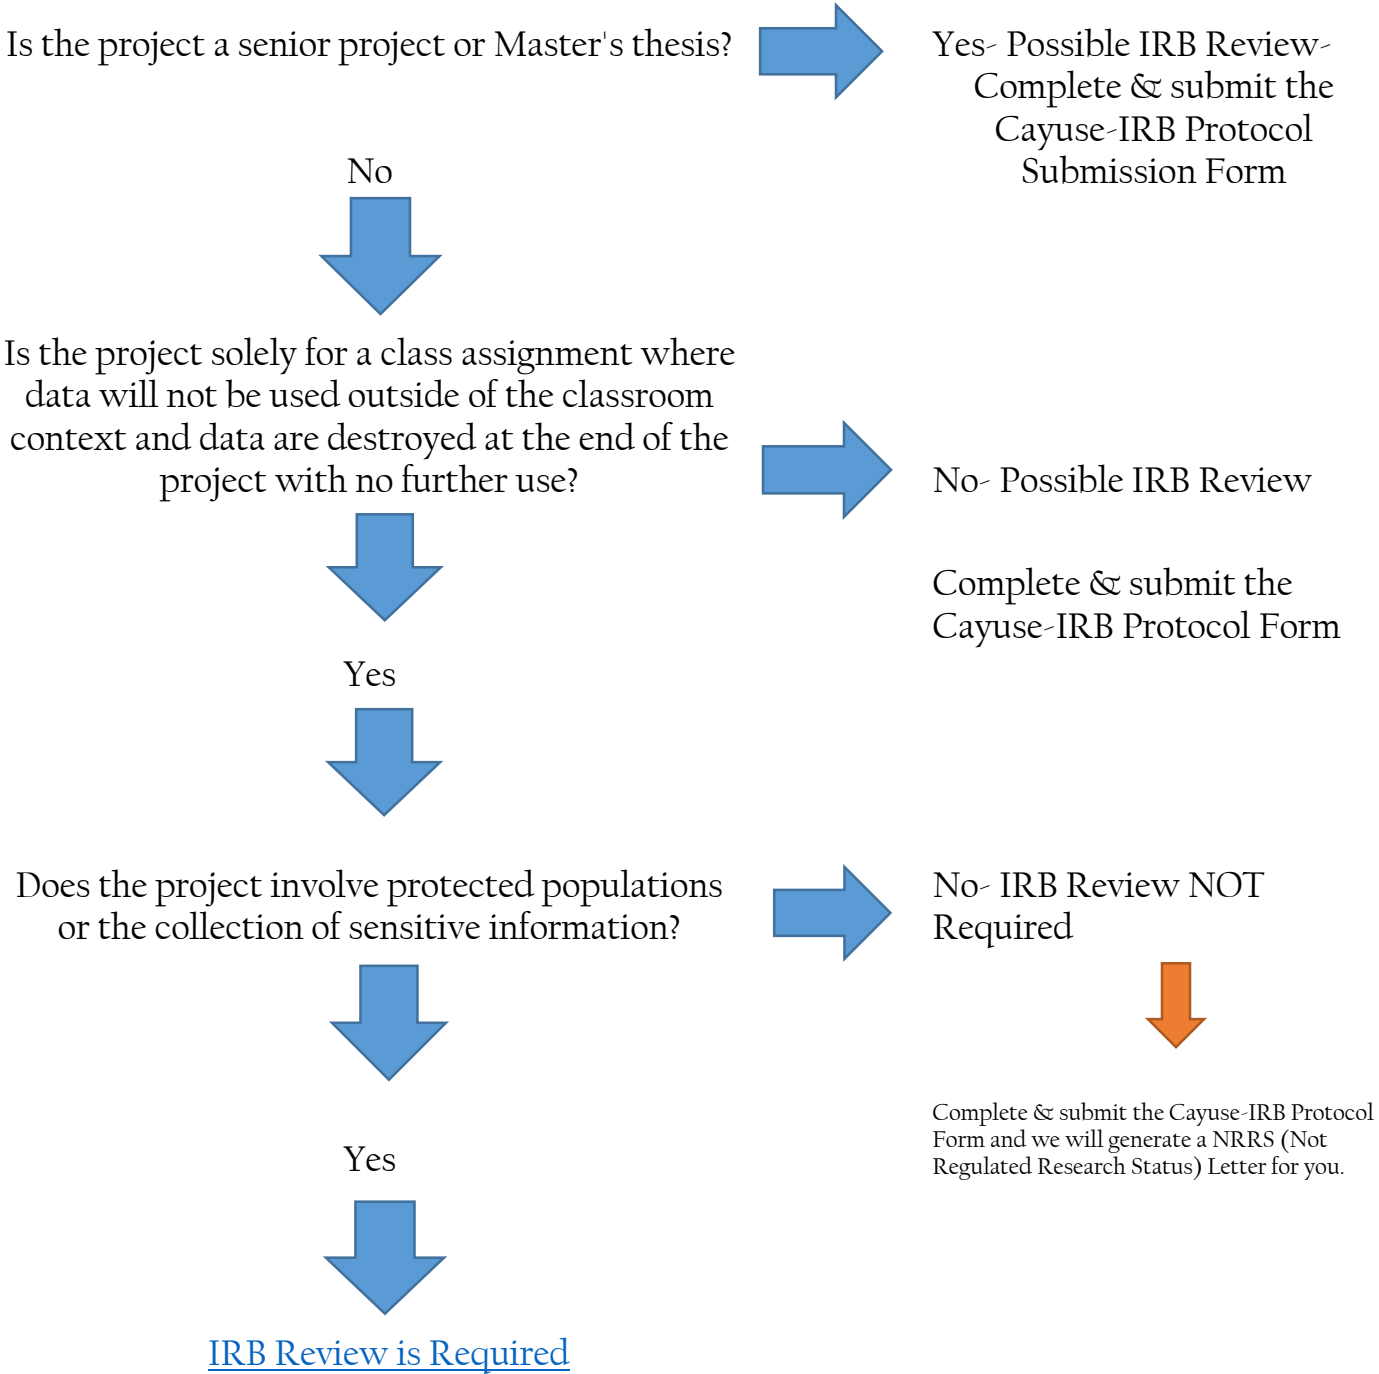 Is the project a senior project or Master's thesis?
Yes- Possible IRB Review-
Complete & submit the
Cayuse-IRB Protocol
Submission Form
No
Is the project solely for a class assignment where
data will not be used outside of the classroom
context and data are destroyed at the end of the
project with no further use?
No- Possible IRB Review
Complete & submit the
Cayuse-IRB Protocol Form
Yes
Does the project involve protected populations
or the collection of sensitive information?
No- IRB Review NOT
Required
Complete & submit the Cayuse-IRB Protocol
Form and we will generate a NRRS (Not
Regulated Research Status) Letter for you.
Yes
IRB Review is Required